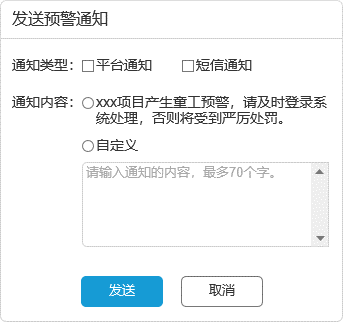 发送预警通知
通知类型： 平台通知 短信通知
通知内容： xxx项目产生童工预警，请及时登录系
统处理，否则将受到严厉处罚。
自定义
请输入通知的内容，最多70个字。
发送 取消